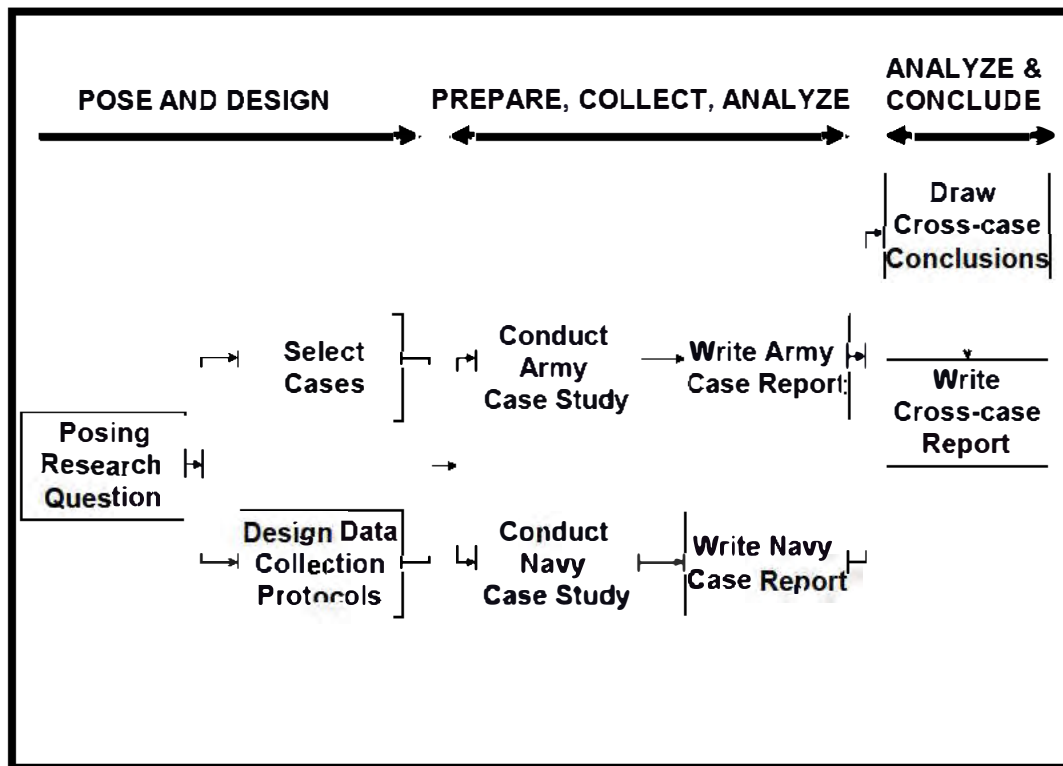 POSE AND DESIGN
PREPARE, COLLECT, ANALYZE
ANALYZE &
CONCLUDE
Posing
Research
Question
Select
Cases
Design Data
Collection
Protocols
Conduct
Army
Case Study
Conduct
Navy
Case Study
Write Army
Case Report
Write Navy
Case Report
Draw
Cross-case
Conclusions
Write
Cross-case
Report